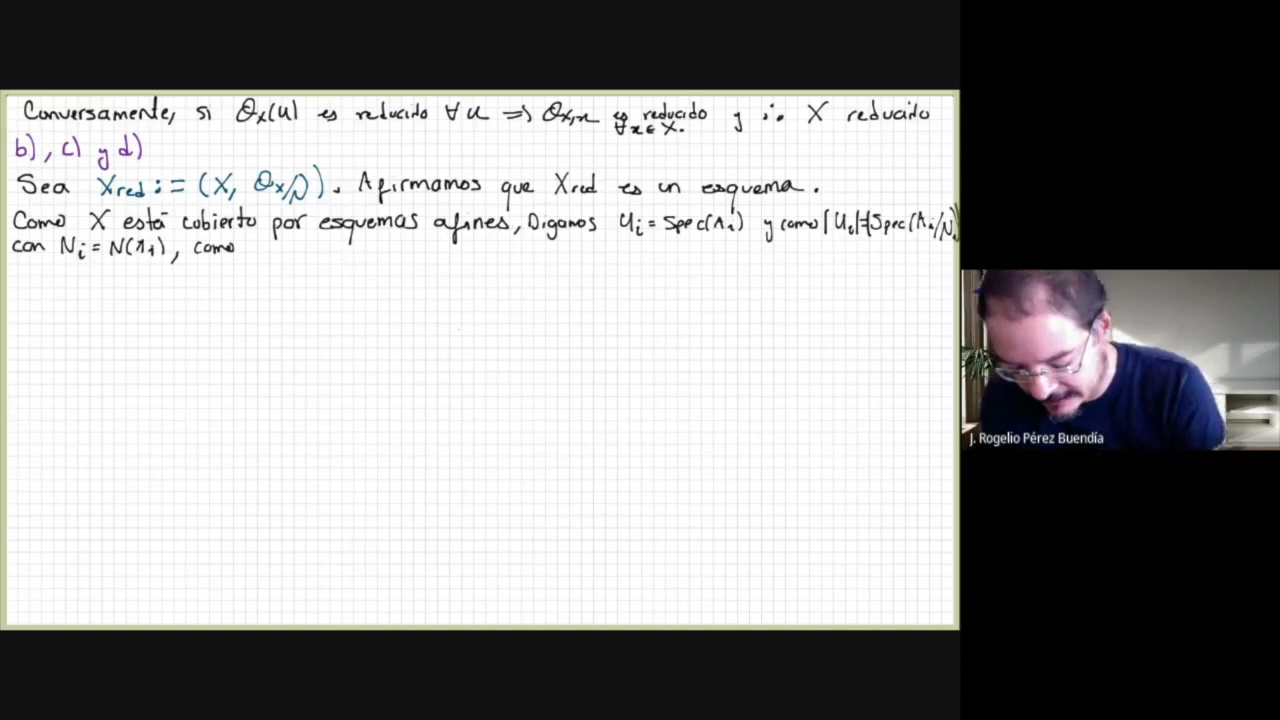 Conversamente, si 𝒪_X(U) es reducido ∀ U ⇒ 𝒪_{X,x} es reducido y ∴ X reducido
∀ x ∈ X.
b), c) y d)
Sea X_red := (X, 𝒪_X/𝒩). Afirmamos que X_red es un esquema.
Como X está cubierto por esquemas afines, Digamos U_i = Spec(A_i) y como |U_i| = |Spec(A_i/N_i)
con N_i = N(A_i), como
J. Rogelio Pérez Buendía